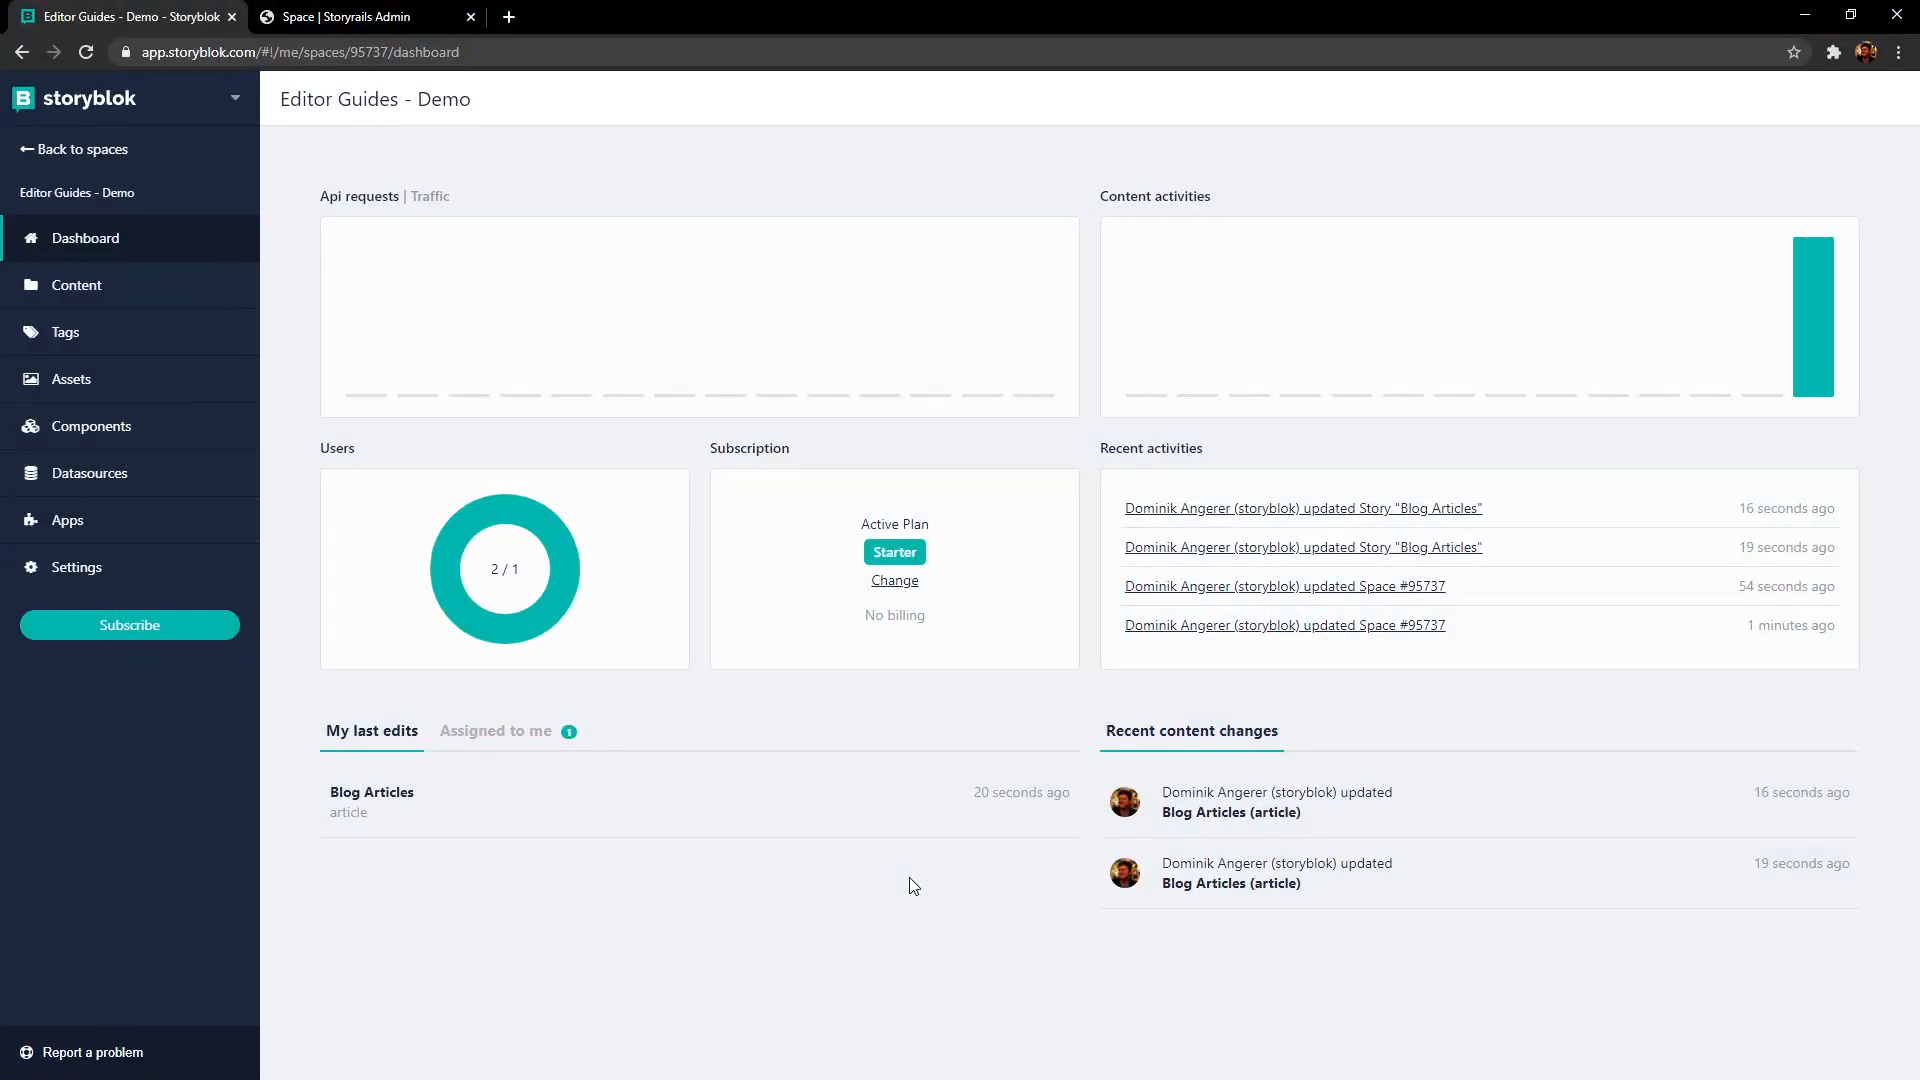 Editor Guides - Demo - Storyblok
Space | Storyrails Admin
app.storyblok.com/#!/me/spaces/95737/dashboard
storyblok
Editor Guides - Demo
Back to spaces
Editor Guides - Demo
Dashboard
Content
Tags
Assets
Components
Datasources
Apps
Settings
Subscribe
Report a problem
Api requests | Traffic
Content activities
Users
2 / 1
Subscription
Active Plan
Starter
Change
No billing
Recent activities
Dominik Angerer (storyblok) updated Story "Blog Articles" 16 seconds ago
Dominik Angerer (storyblok) updated Story "Blog Articles" 19 seconds ago
Dominik Angerer (storyblok) updated Space #95737 54 seconds ago
Dominik Angerer (storyblok) updated Space #95737 1 minutes ago
My last edits Assigned to me 1
Blog Articles 20 seconds ago
article
Recent content changes
Dominik Angerer (storyblok) updated 16 seconds ago
Blog Articles (article)
Dominik Angerer (storyblok) updated 19 seconds ago
Blog Articles (article)